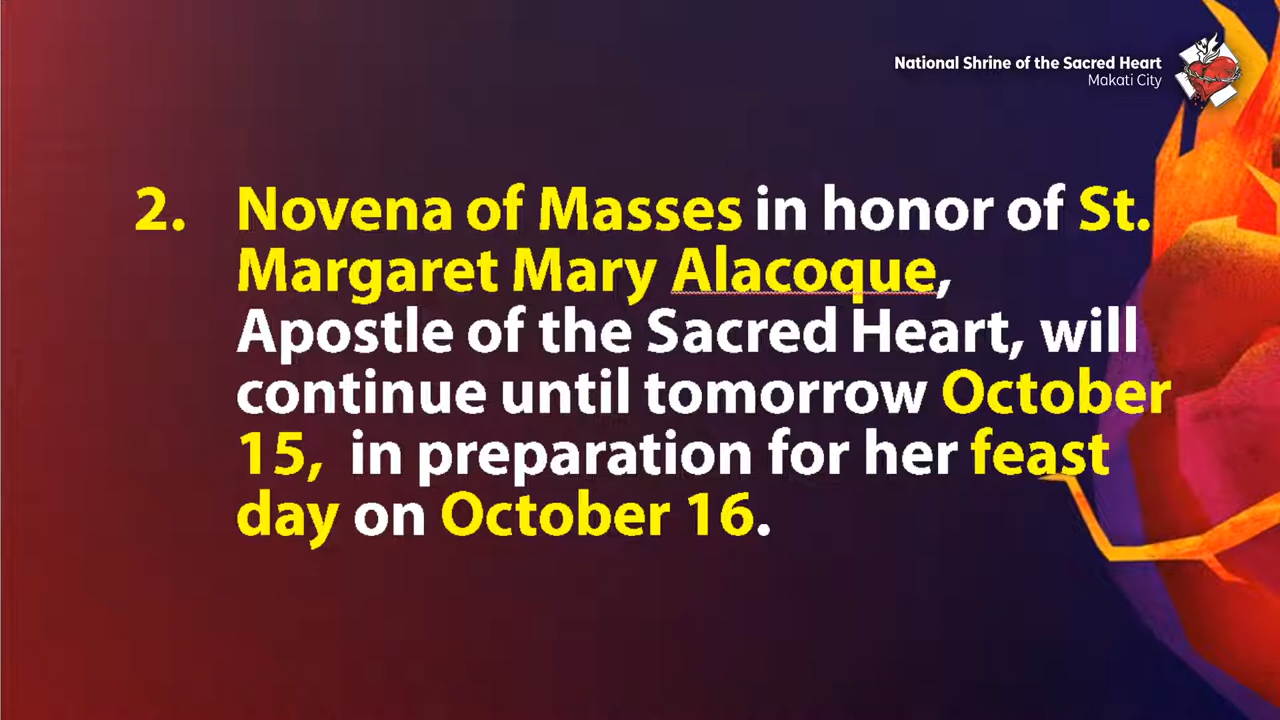 National Shrine of the Sacred Heart
Makati City
2. Novena of Masses in honor of St.
Margaret Mary Alacoque,
Apostle of the Sacred Heart, will
continue until tomorrow October
15, in preparation for her feast
day on October 16.